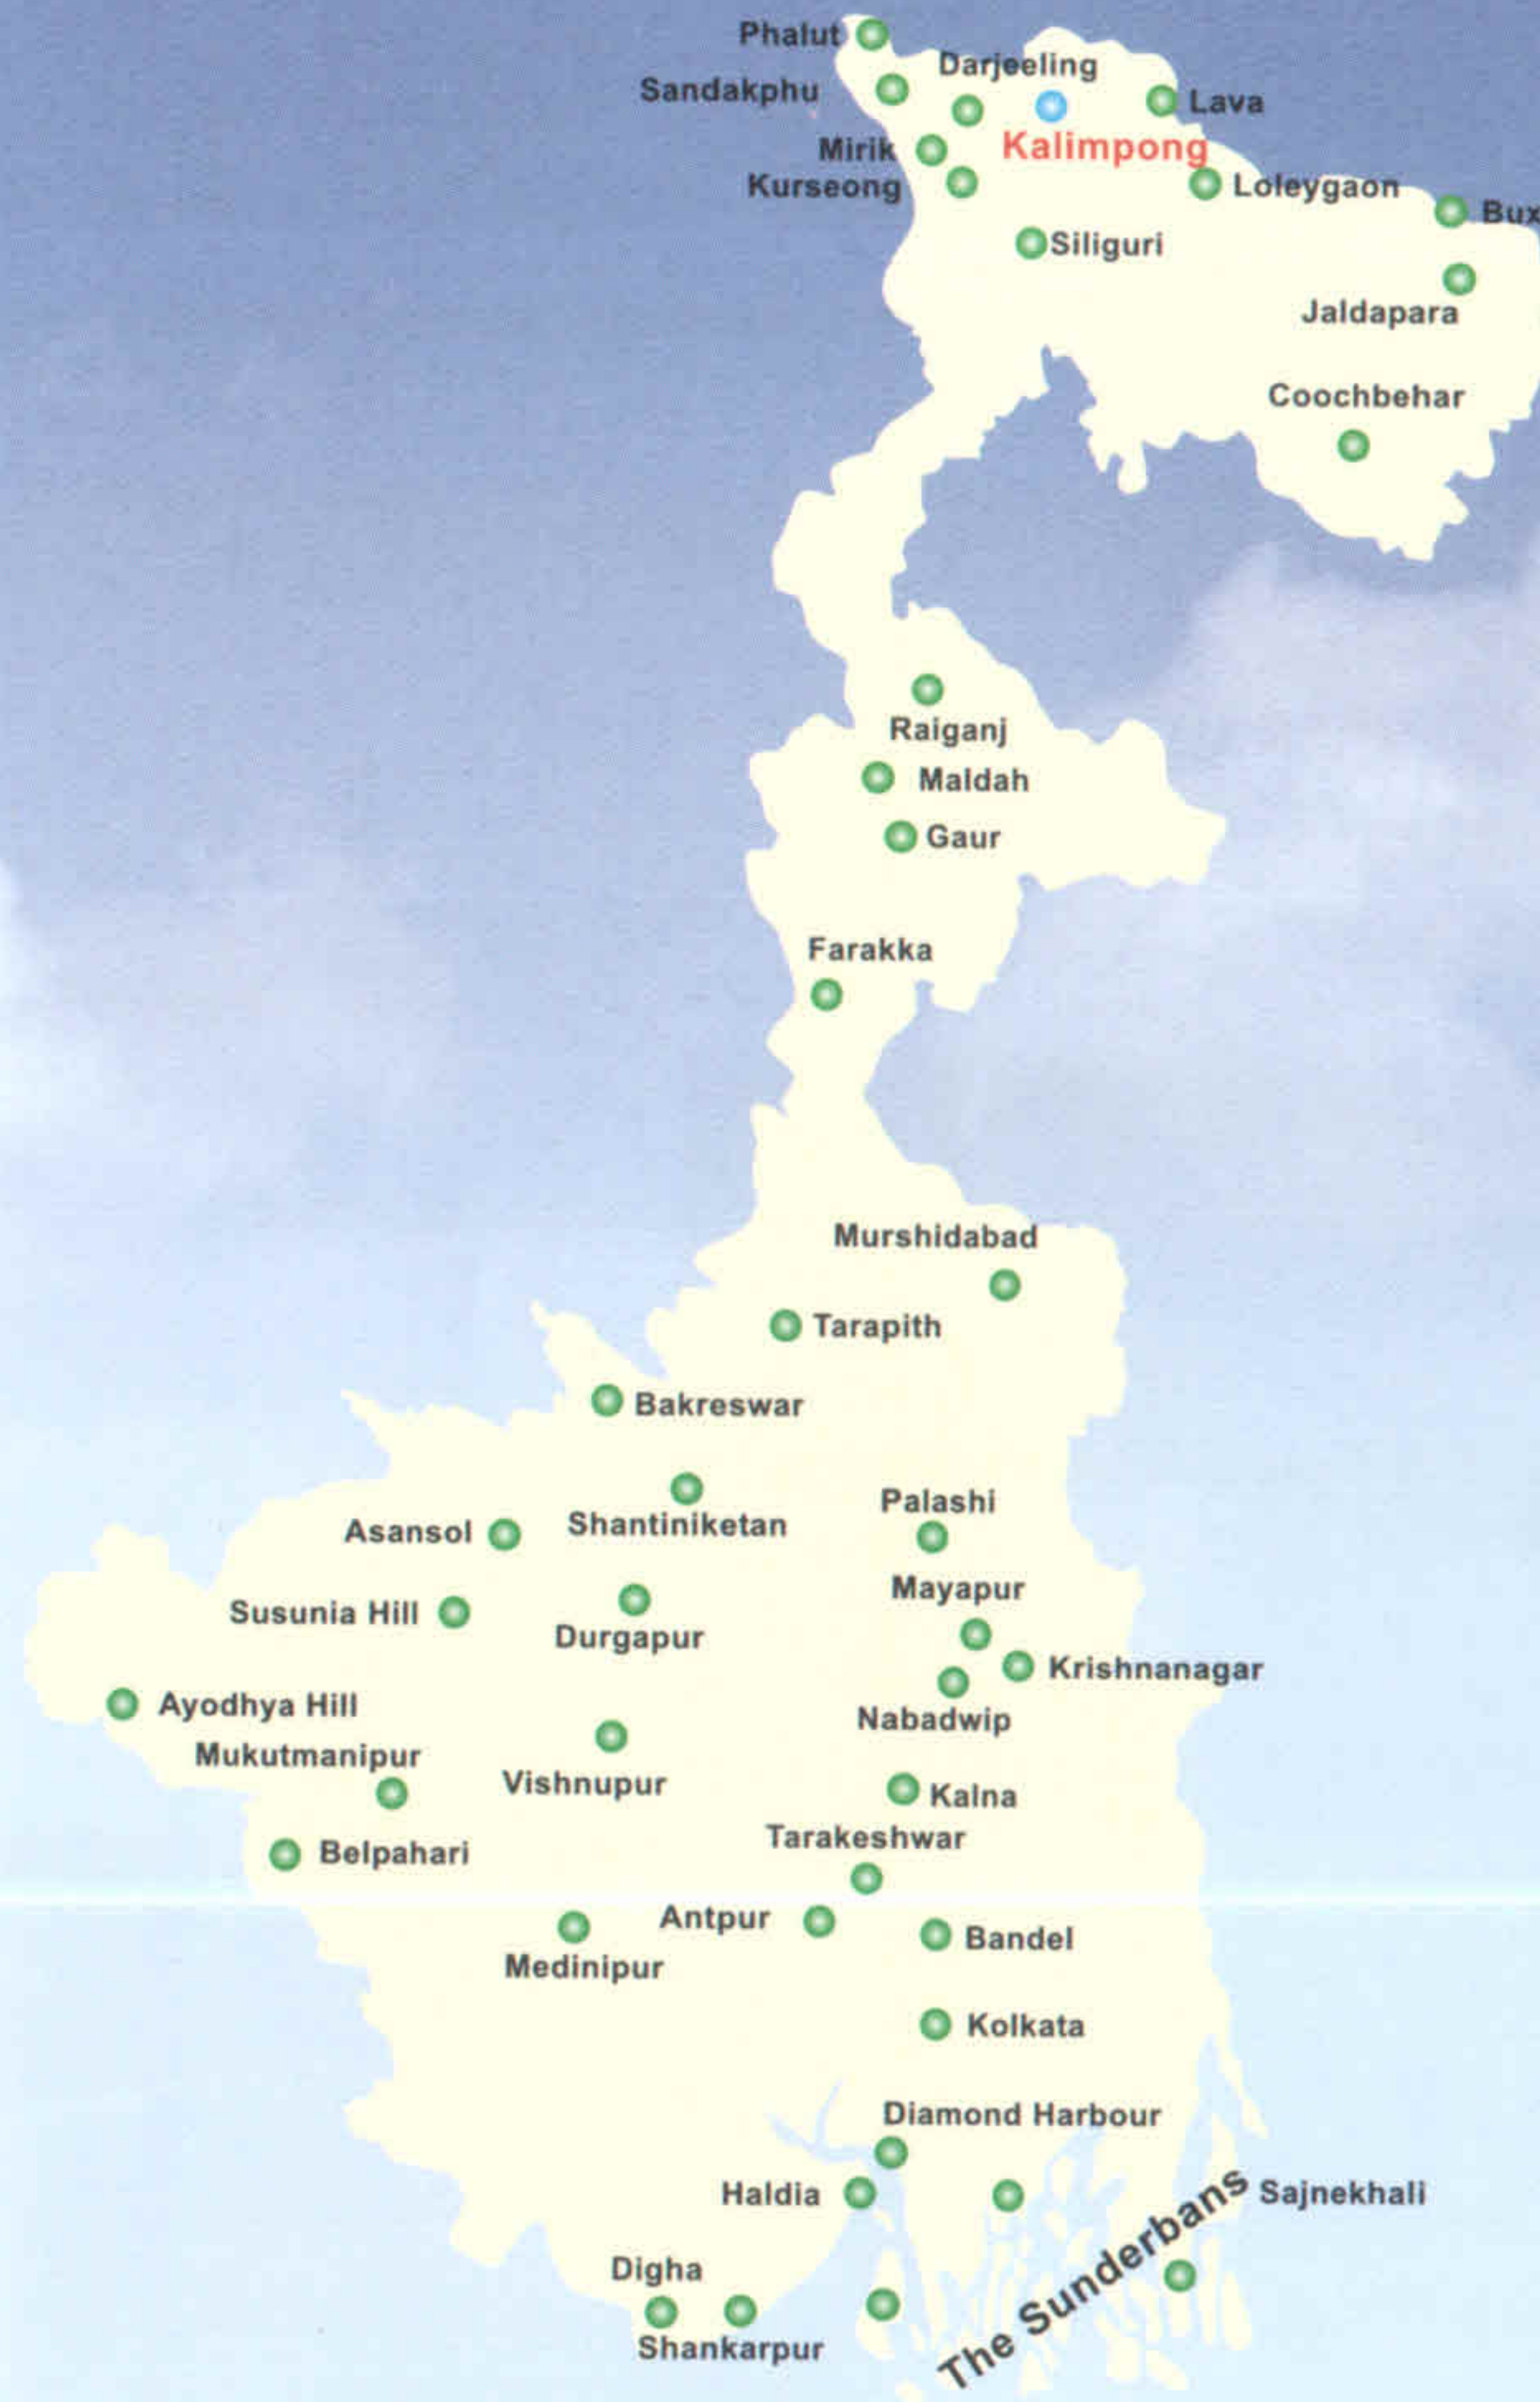 Phalut
Darjeeling
Sandakphu
Lava
Mirik
Kalimpong
Kurseong
Loleygaon
Bux
Siliguri
Jaldapara
Coochbehar
Raiganj
Maldah
Gaur
Farakka
Murshidabad
Tarapith
Bakreswar
Palashi
Shantiniketan
Asansol
Mayapur
Susunia Hill
Durgapur
Krishnanagar
Ayodhya Hill
Nabadwip
Mukutmanipur
Vishnupur
Kalna
Tarakeshwar
Belpahari
Antpur
Bandel
Medinipur
Kolkata
Diamond Harbour
Haldia
Sajnekhali
The Sunderbans
Digha
Shankarpur